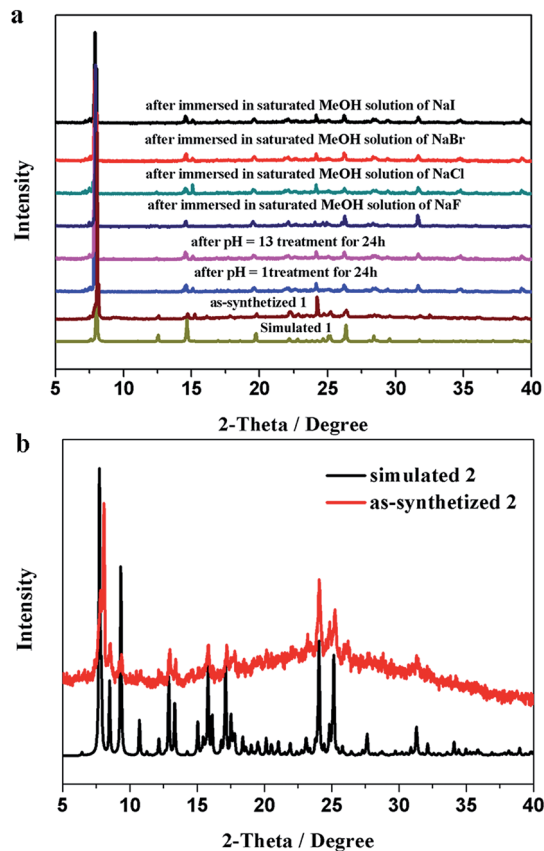 a
after immersed in saturated MeOH solution of NaI
after immersed in saturated MeOH solution of NaBr
after immersed in saturated MeOH solution of NaCl
after immersed in saturated MeOH solution of NaF
after pH = 13 treatment for 24h
after pH = 1treatment for 24h
as-synthetized 1
Simulated 1
Intensity
5 10 15 20 25 30 35 40
2-Theta / Degree
b
simulated 2
as-synthetized 2
Intensity
5 10 15 20 25 30 35 40
2-Theta / Degree